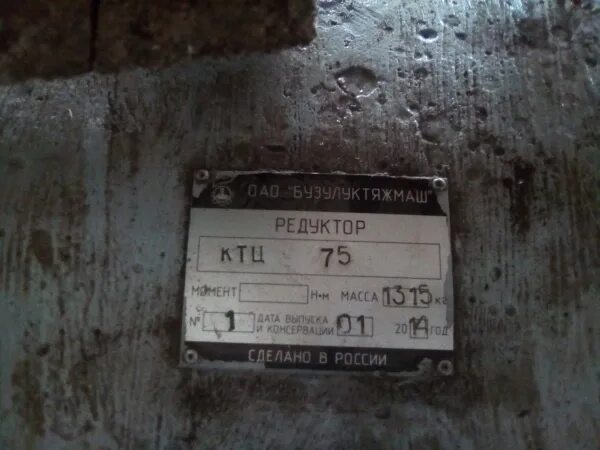 ОАО "БУЗУЛУКТЯЖМАШ"
РЕДУКТОР
КТЦ 75
МОМЕНТ Н·м МАССА 1315 кг
№ 1 ДАТА ВЫПУСКА И КОНСЕРВАЦИИ 01 2014 ГОД
СДЕЛАНО В РОССИИ